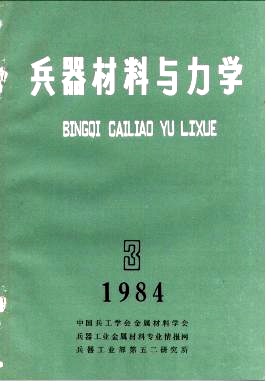 兵器材料与力学
BINGQI CAILIAO YU LIXUE
3
1984
中国兵工学会金属材料学会
兵器工业金属材料专业情报网
兵器工业部第五二研究所